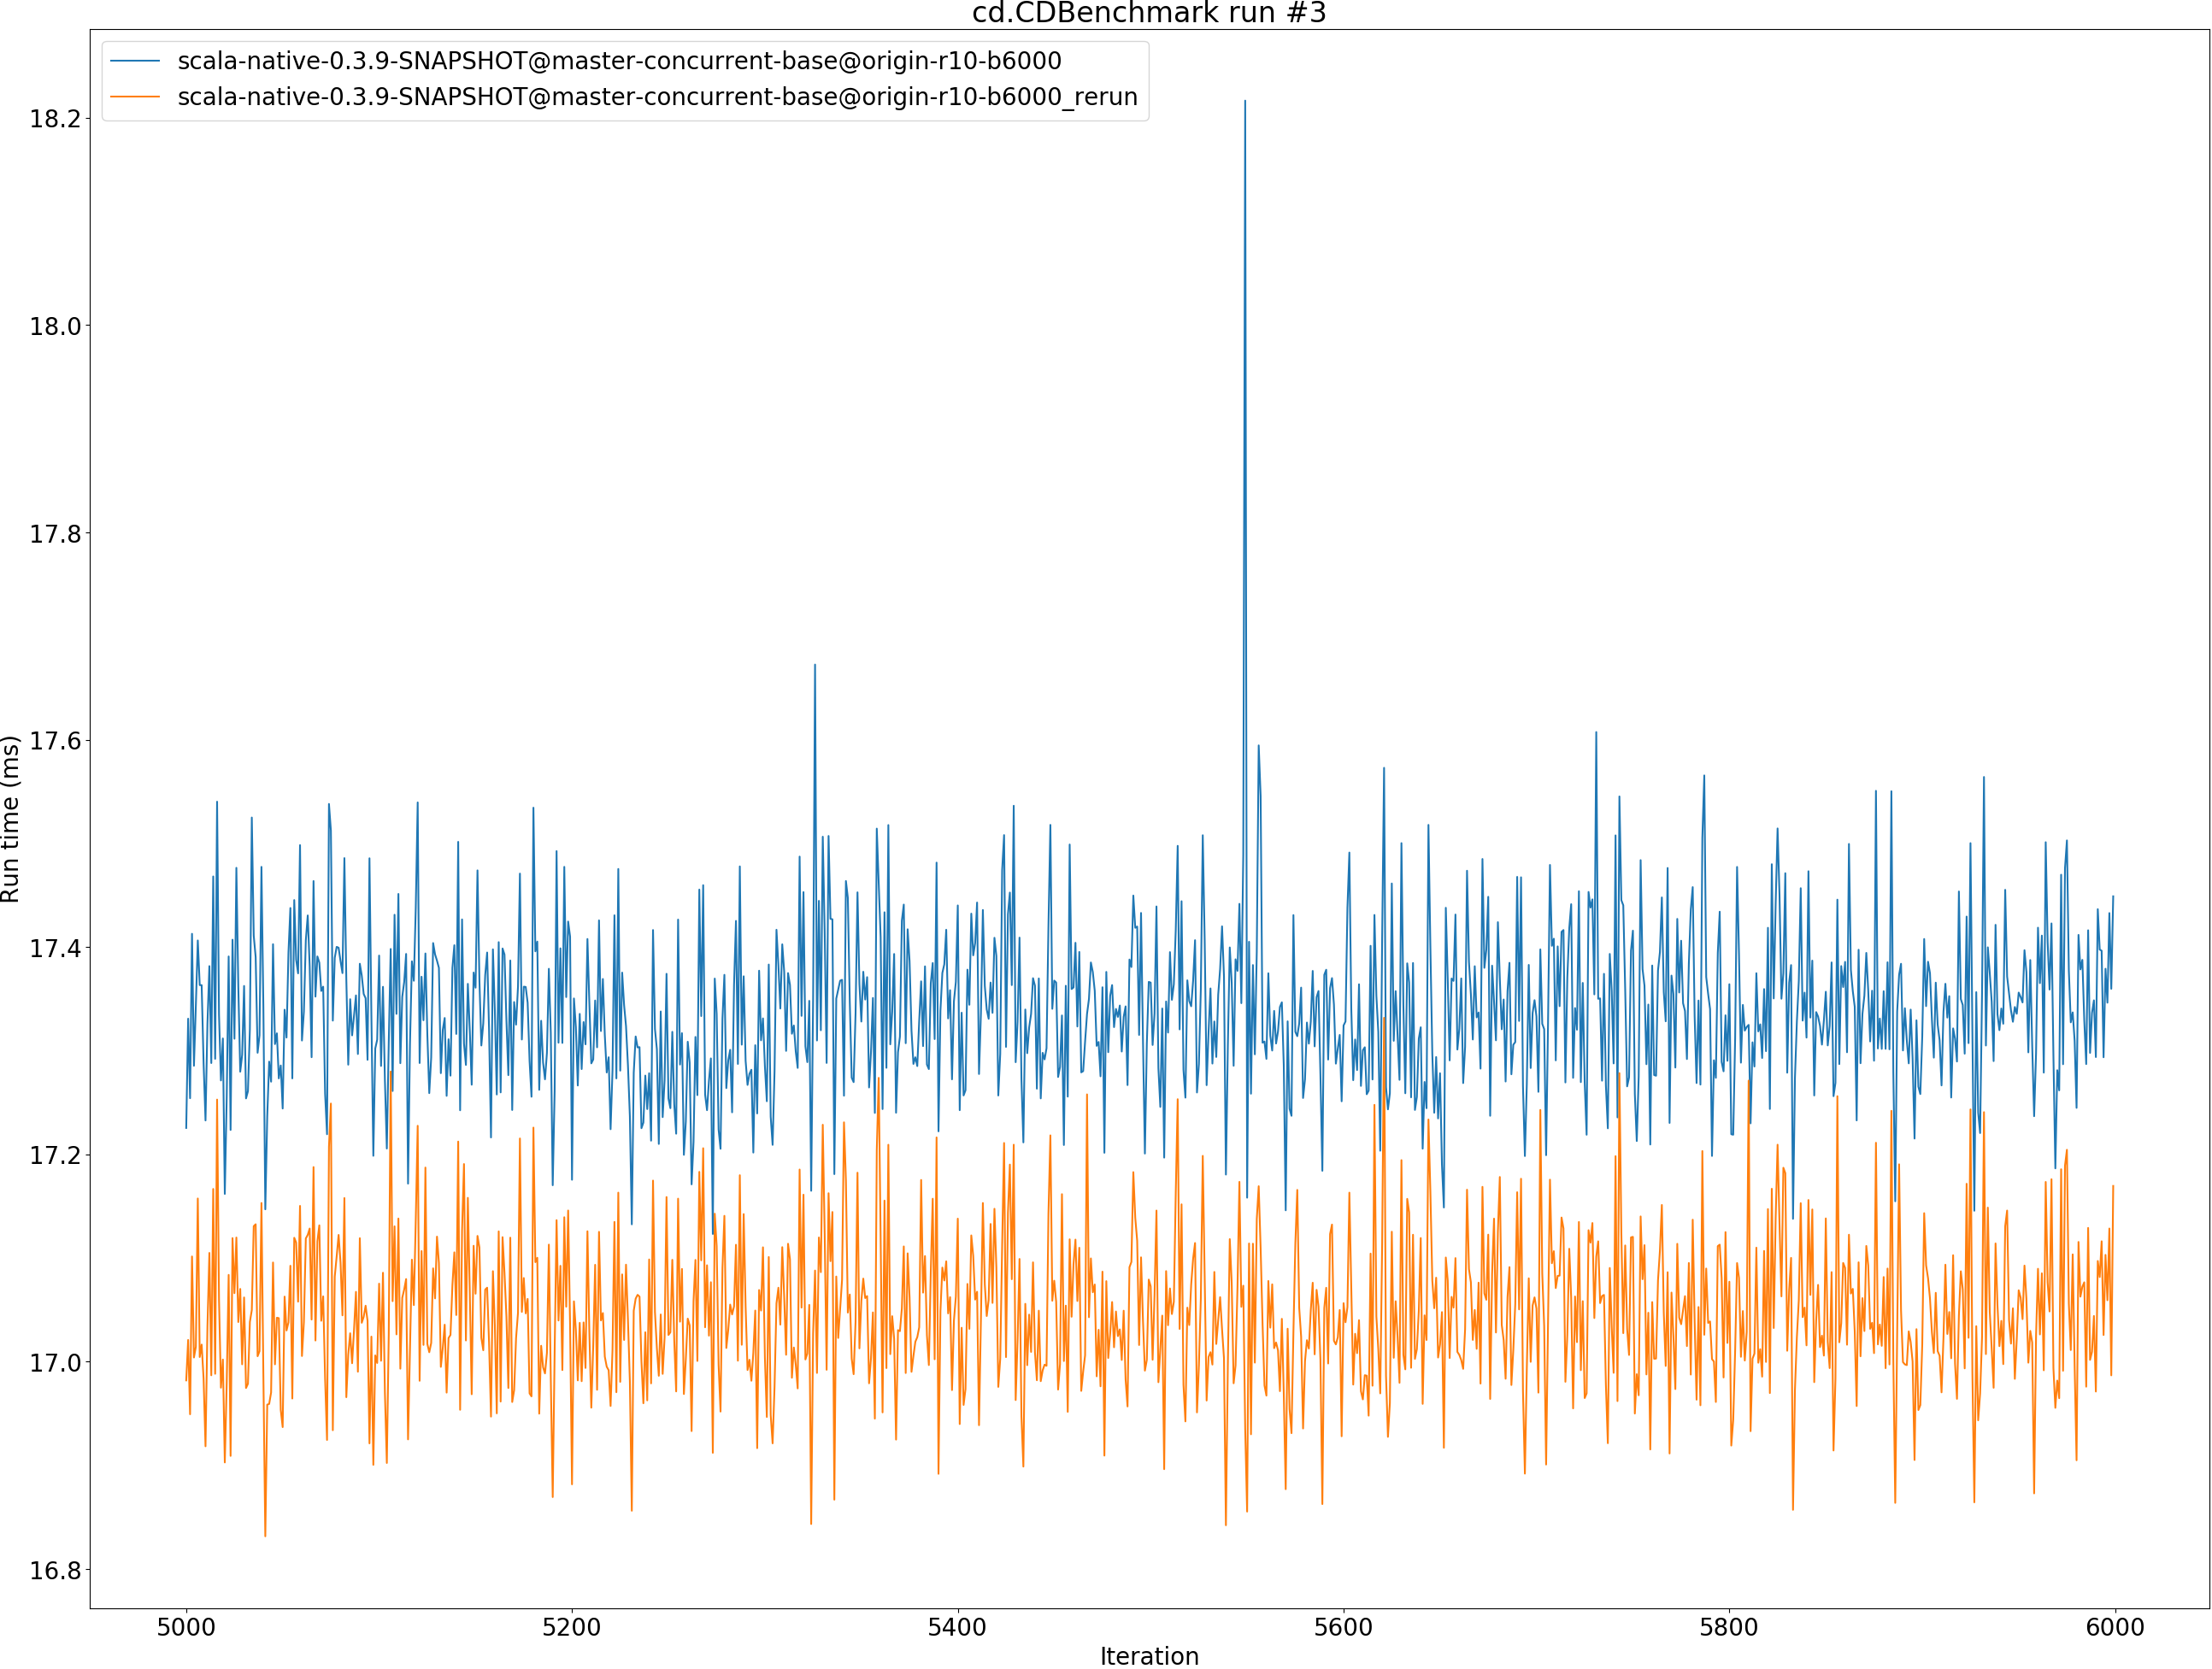 cd.CDBenchmark run #3
scala-native-0.3.9-SNAPSHOT@master-concurrent-base@origin-r10-b6000
scala-native-0.3.9-SNAPSHOT@master-concurrent-base@origin-r10-b6000_rerun
18.2
18.0
17.8
17.6
17.4
17.2
17.0
16.8
Run time (ms)
5000 5200 5400 5600 5800 6000
Iteration